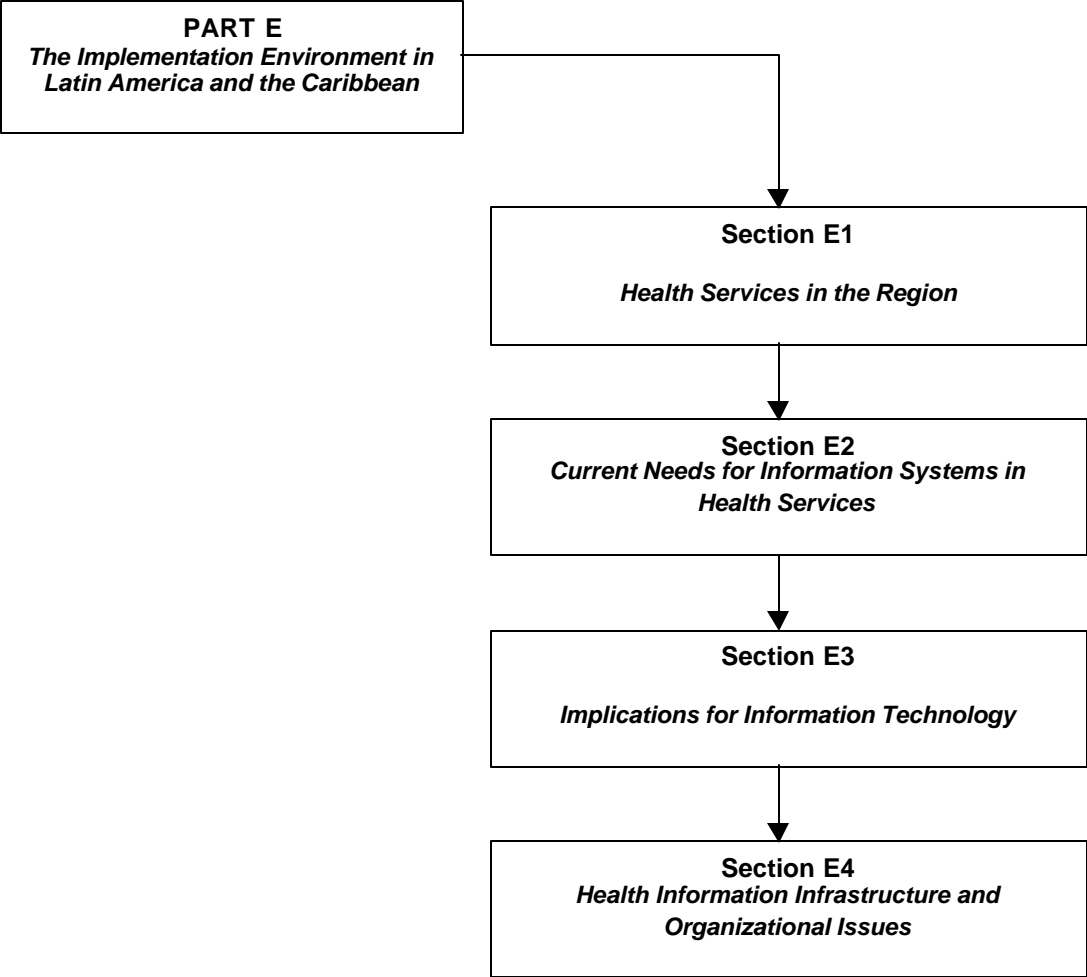 PART E
The Implementation Environment in
Latin America and the Caribbean
Section E1
Health Services in the Region
Section E2
Current Needs for Information Systems in
Health Services
Section E3
Implications for Information Technology
Section E4
Health Information Infrastructure and
Organizational Issues